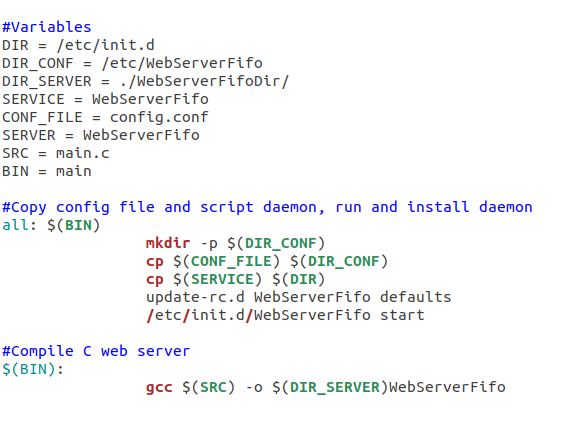 #Variables
DIR = /etc/init.d
DIR_CONF = /etc/WebServerFifo
DIR_SERVER = ./WebServerFifoDir/
SERVICE = WebServerFifo
CONF_FILE = config.conf
SERVER = WebServerFifo
SRC = main.c
BIN = main
#Copy config file and script daemon, run and install daemon
all: $(BIN)
mkdir -p $(DIR_CONF)
cp $(CONF_FILE) $(DIR_CONF)
cp $(SERVICE) $(DIR)
update-rc.d WebServerFifo defaults
/etc/init.d/WebServerFifo start
#Compile C web server
$(BIN):
gcc $(SRC) -o $(DIR_SERVER)WebServerFifo